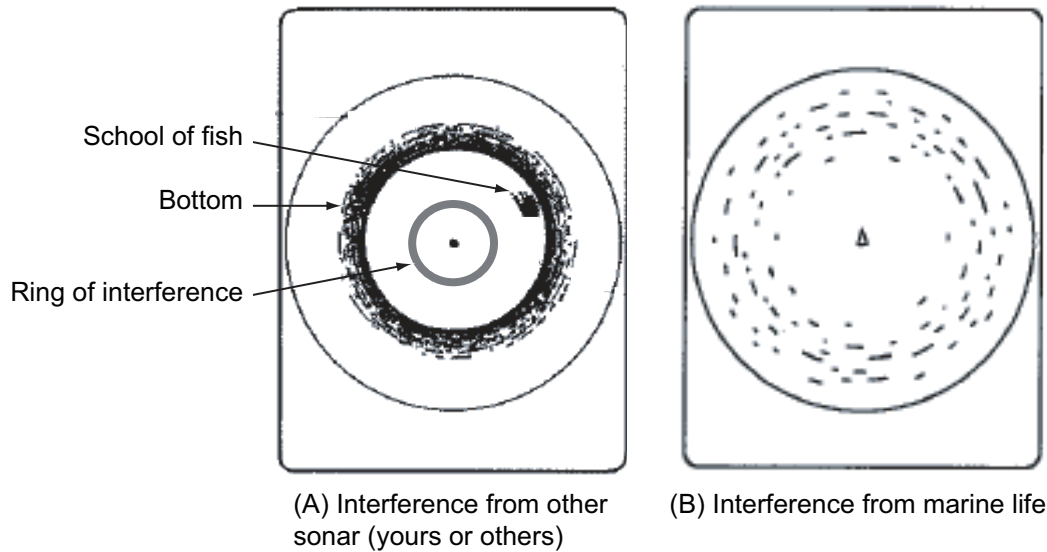 School of fish
Bottom
Ring of interference
(A) Interference from other
sonar (yours or others)
(B) Interference from marine life